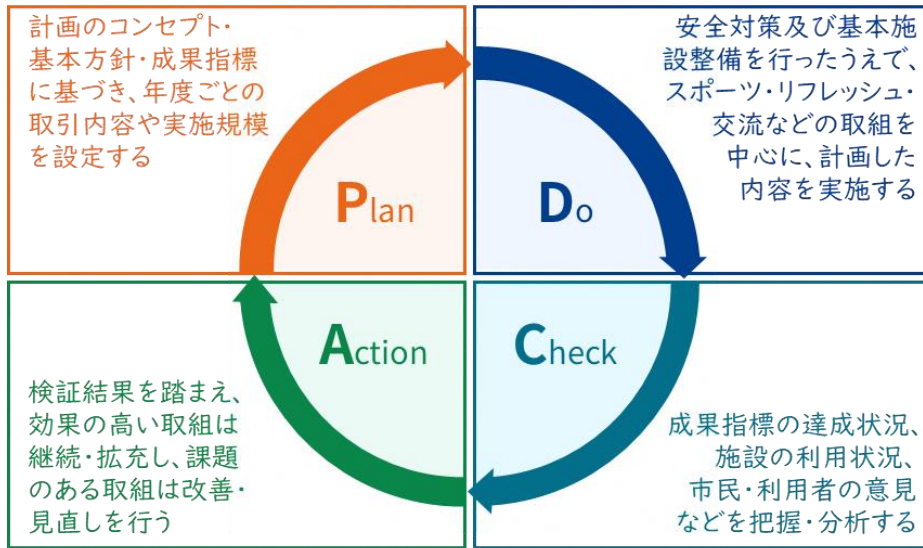 計画のコンセプト・
基本方針・成果指標
に基づき、年度ごとの
取引内容や実施規模
を設定する
Plan
安全対策及び基本施
設整備を行ったうえで、
スポーツ・リフレッシュ・
交流などの取組を
中心に、計画した
内容を実施する
Do
Action
検証結果を踏まえ、
効果の高い取組は
継続・拡充し、課題
のある取組は改善・
見直しを行う
Check
成果指標の達成状況、
施設の利用状況、
市民・利用者の意見
などを把握・分析する